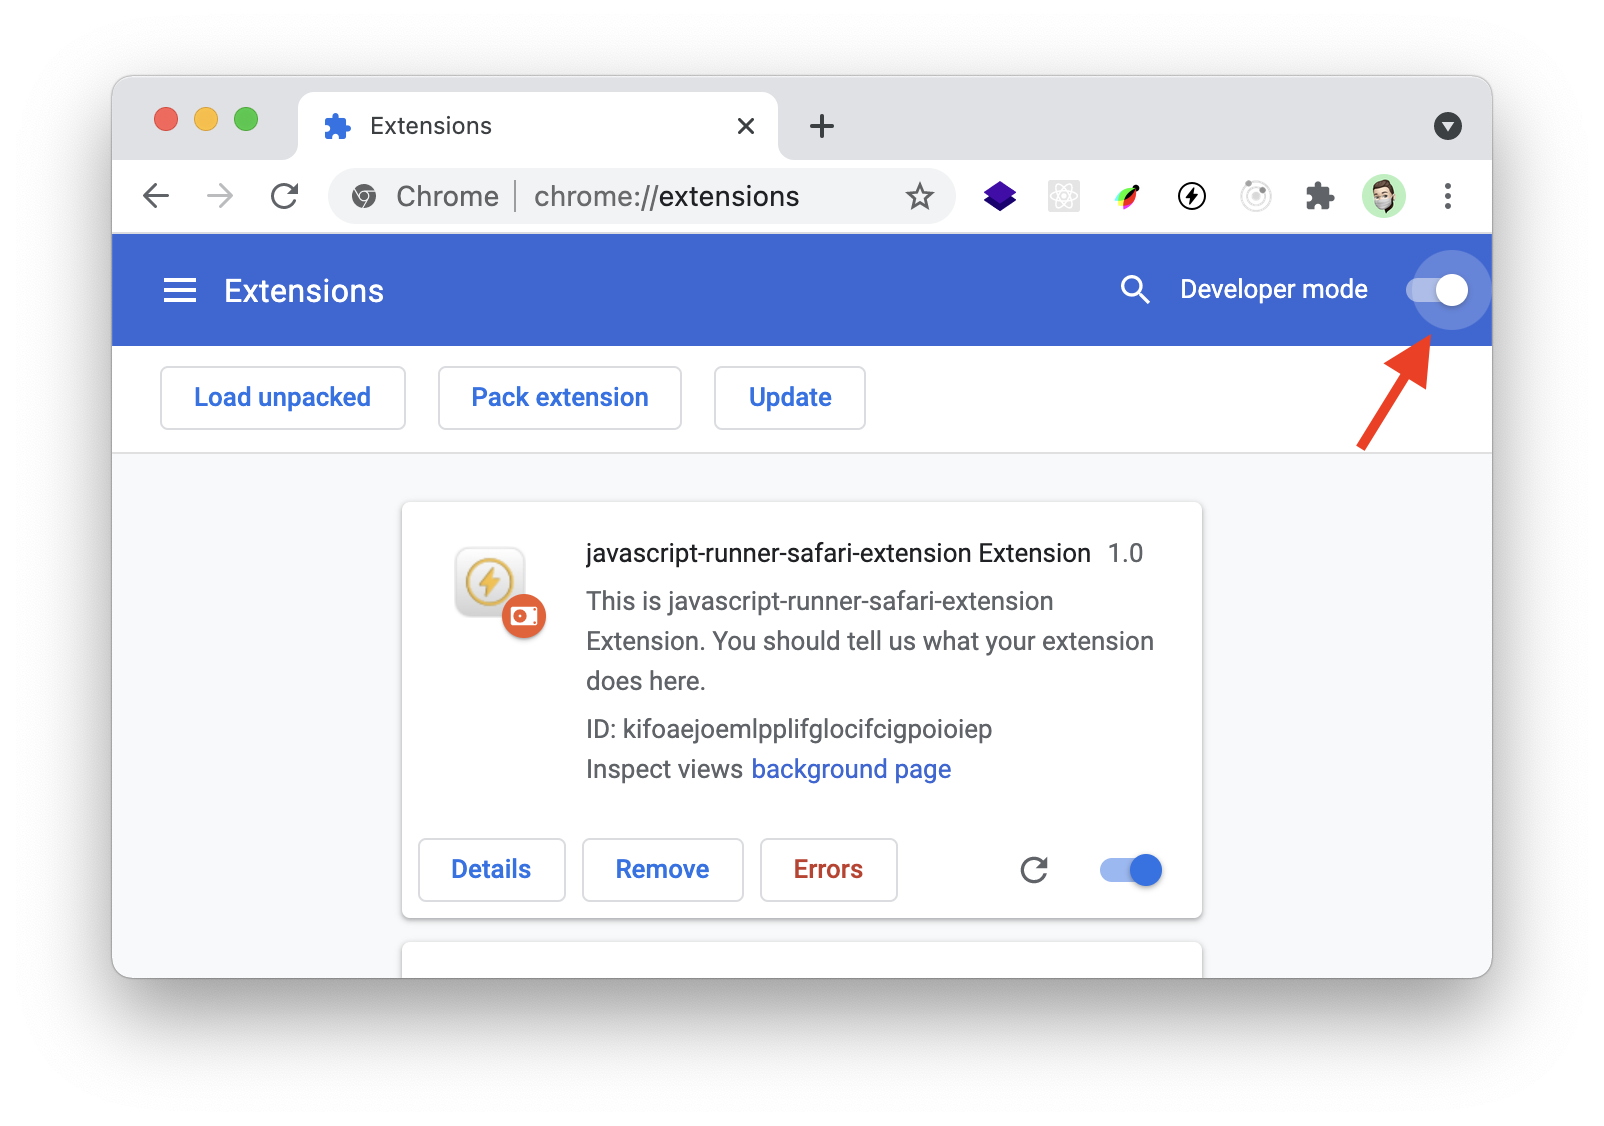 Extensions
Chrome chrome://extensions
Extensions Developer mode
Load unpacked Pack extension Update
javascript-runner-safari-extension Extension 1.0
This is javascript-runner-safari-extension
Extension. You should tell us what your extension
does here.
ID: kifoaejoemlpplifglocifcigpoioiep
Inspect views background page
Details Remove Errors